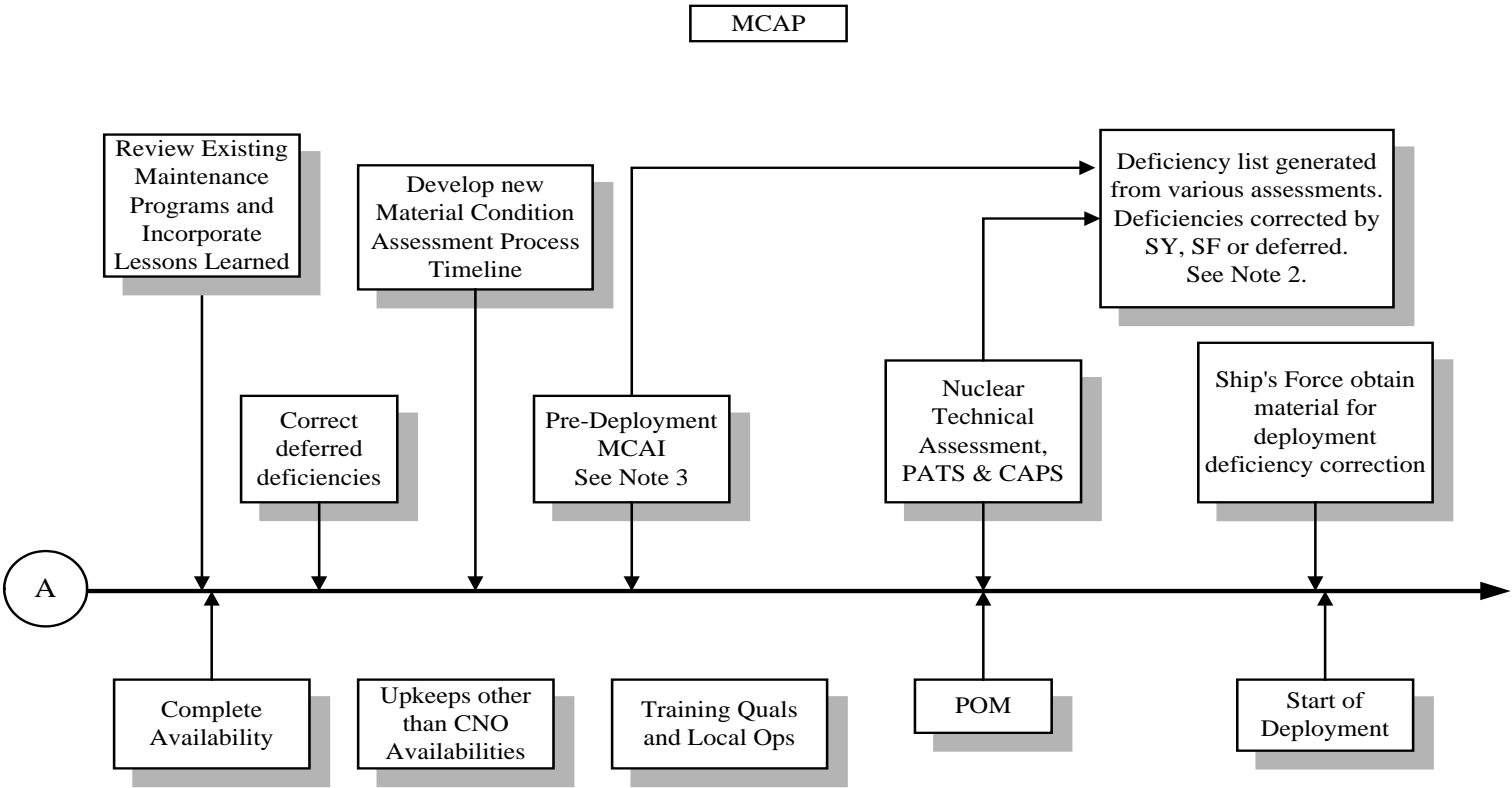 MCAP
Review Existing
Maintenance
Programs and
Incorporate
Lessons Learned
Develop new
Material Condition
Assessment Process
Timeline
Deficiency list generated
from various assessments.
Deficiencies corrected by
SY, SF or deferred.
See Note 2.
Correct
deferred
deficiencies
Pre-Deployment
MCAI
See Note 3
Nuclear
Technical
Assessment,
PATS & CAPS
Ship's Force obtain
material for
deployment
deficiency correction
A
Complete
Availability
Upkeeps other
than CNO
Availabilities
Training Quals
and Local Ops
POM
Start of
Deployment